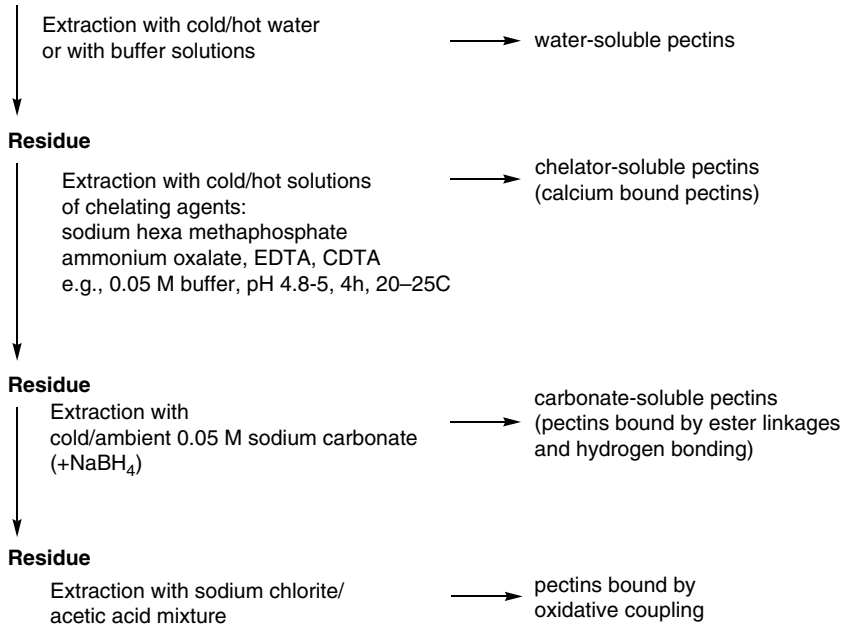 Extraction with cold/hot water
or with buffer solutions
water-soluble pectins
Residue
Extraction with cold/hot solutions
of chelating agents:
sodium hexa methaphosphate
ammonium oxalate, EDTA, CDTA
e.g., 0.05 M buffer, pH 4.8-5, 4h, 20–25C
chelator-soluble pectins
(calcium bound pectins)
Residue
Extraction with
cold/ambient 0.05 M sodium carbonate
(+NaBH₄)
carbonate-soluble pectins
(pectins bound by ester linkages
and hydrogen bonding)
Residue
Extraction with sodium chlorite/
acetic acid mixture
pectins bound by
oxidative coupling